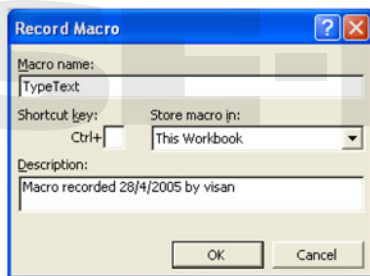 Record Macro
Macro name:
TypeText
Shortcut key: Store macro in:
Ctrl+ This Workbook
Description:
Macro recorded 28/4/2005 by visan
OK Cancel